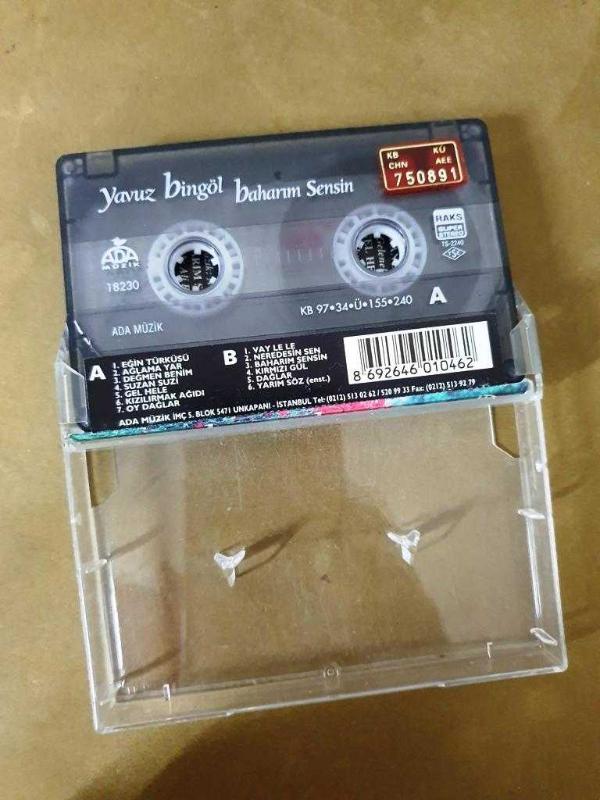 KB KÜ
CHN AEE
750891
Yavuz Bingöl Baharım Sensin
RAKS
SUPER
STEREO
TS-2240
TSE
ADA
MÜZİK
18230
KB 97•34•Ü•155•240 A
ADA MÜZİK
A
1. EĞİN TÜRKÜSÜ
2. AĞLAMA YAR
3. DEĞMEN BENİM
4. SUZAN SUZİ
5. GEL HELE
6. KIZILIRMAK AĞIDI
7. OY DAĞLAR
B
1. VAY LE LE
2. NEREDESİN SEN
3. BAHARIM SENSİN
4. KIRMIZI GÜL
5. DAĞLAR
6. YARIM SÖZ (enst.)
8 692646 010462
ADA MÜZİK İMÇ 5. BLOK 5471 UNKAPANI - İSTANBUL Tel: (0212) 513 02 62 / 520 99 33 Fax: (0212) 513 92 79